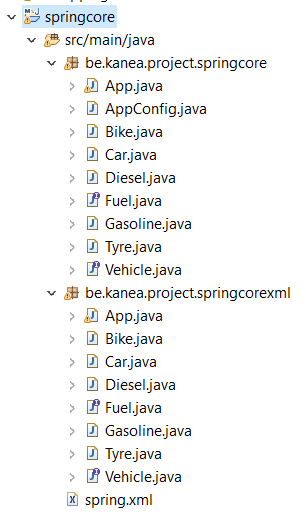 springcore
src/main/java
be.kanea.project.springcore
App.java
AppConfig.java
Bike.java
Car.java
Diesel.java
Fuel.java
Gasoline.java
Tyre.java
Vehicle.java
be.kanea.project.springcorexml
App.java
Bike.java
Car.java
Diesel.java
Fuel.java
Gasoline.java
Tyre.java
Vehicle.java
spring.xml